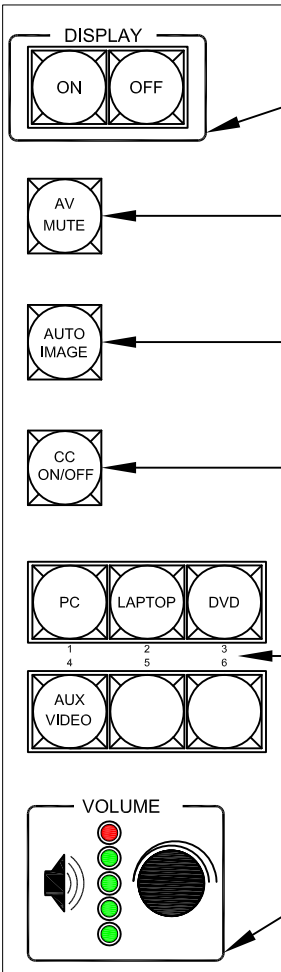 DISPLAY
ON OFF
AV
MUTE
AUTO
IMAGE
CC
ON/OFF
PC LAPTOP DVD
1 2 3
4 5 6
AUX
VIDEO
VOLUME